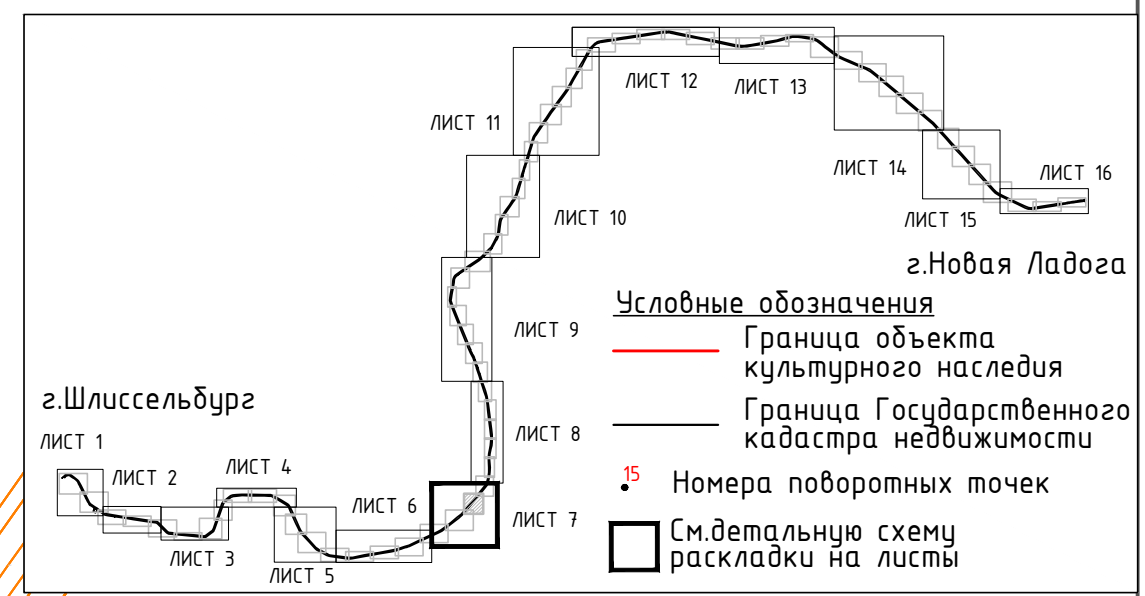 ЛИСТ 12
ЛИСТ 13
ЛИСТ 11
ЛИСТ 14
ЛИСТ 16
ЛИСТ 10
ЛИСТ 15
г.Новая Ладога
ЛИСТ 9
г.Шлиссельбург
ЛИСТ 1
ЛИСТ 2
ЛИСТ 3
ЛИСТ 4
ЛИСТ 5
ЛИСТ 6
ЛИСТ 7
ЛИСТ 8
Условные обозначения
Граница объекта
культурного наследия
Граница Государственного
кадастра недвижимости
15
Номера поворотных точек
См.детальную схему
раскладки на листы